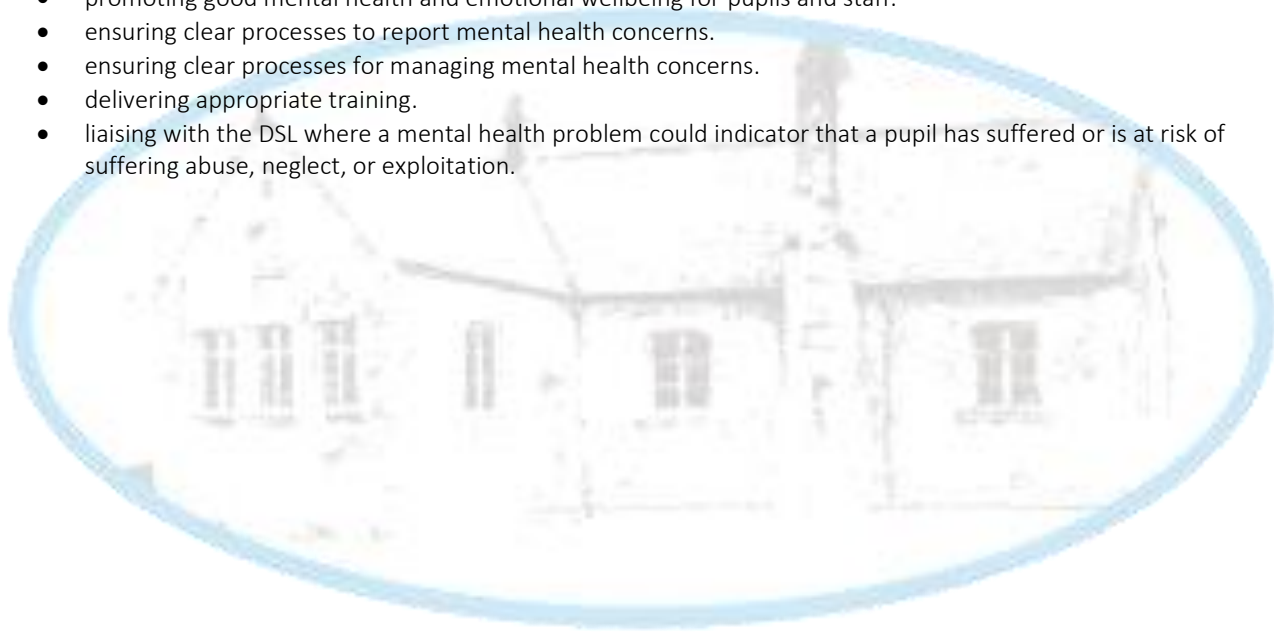 • promoting good mental health and emotional wellbeing for pupils and staff.
• ensuring clear processes to report mental health concerns.
• ensuring clear processes for managing mental health concerns.
• delivering appropriate training.
• liaising with the DSL where a mental health problem could indicator that a pupil has suffered or is at risk of
suffering abuse, neglect, or exploitation.